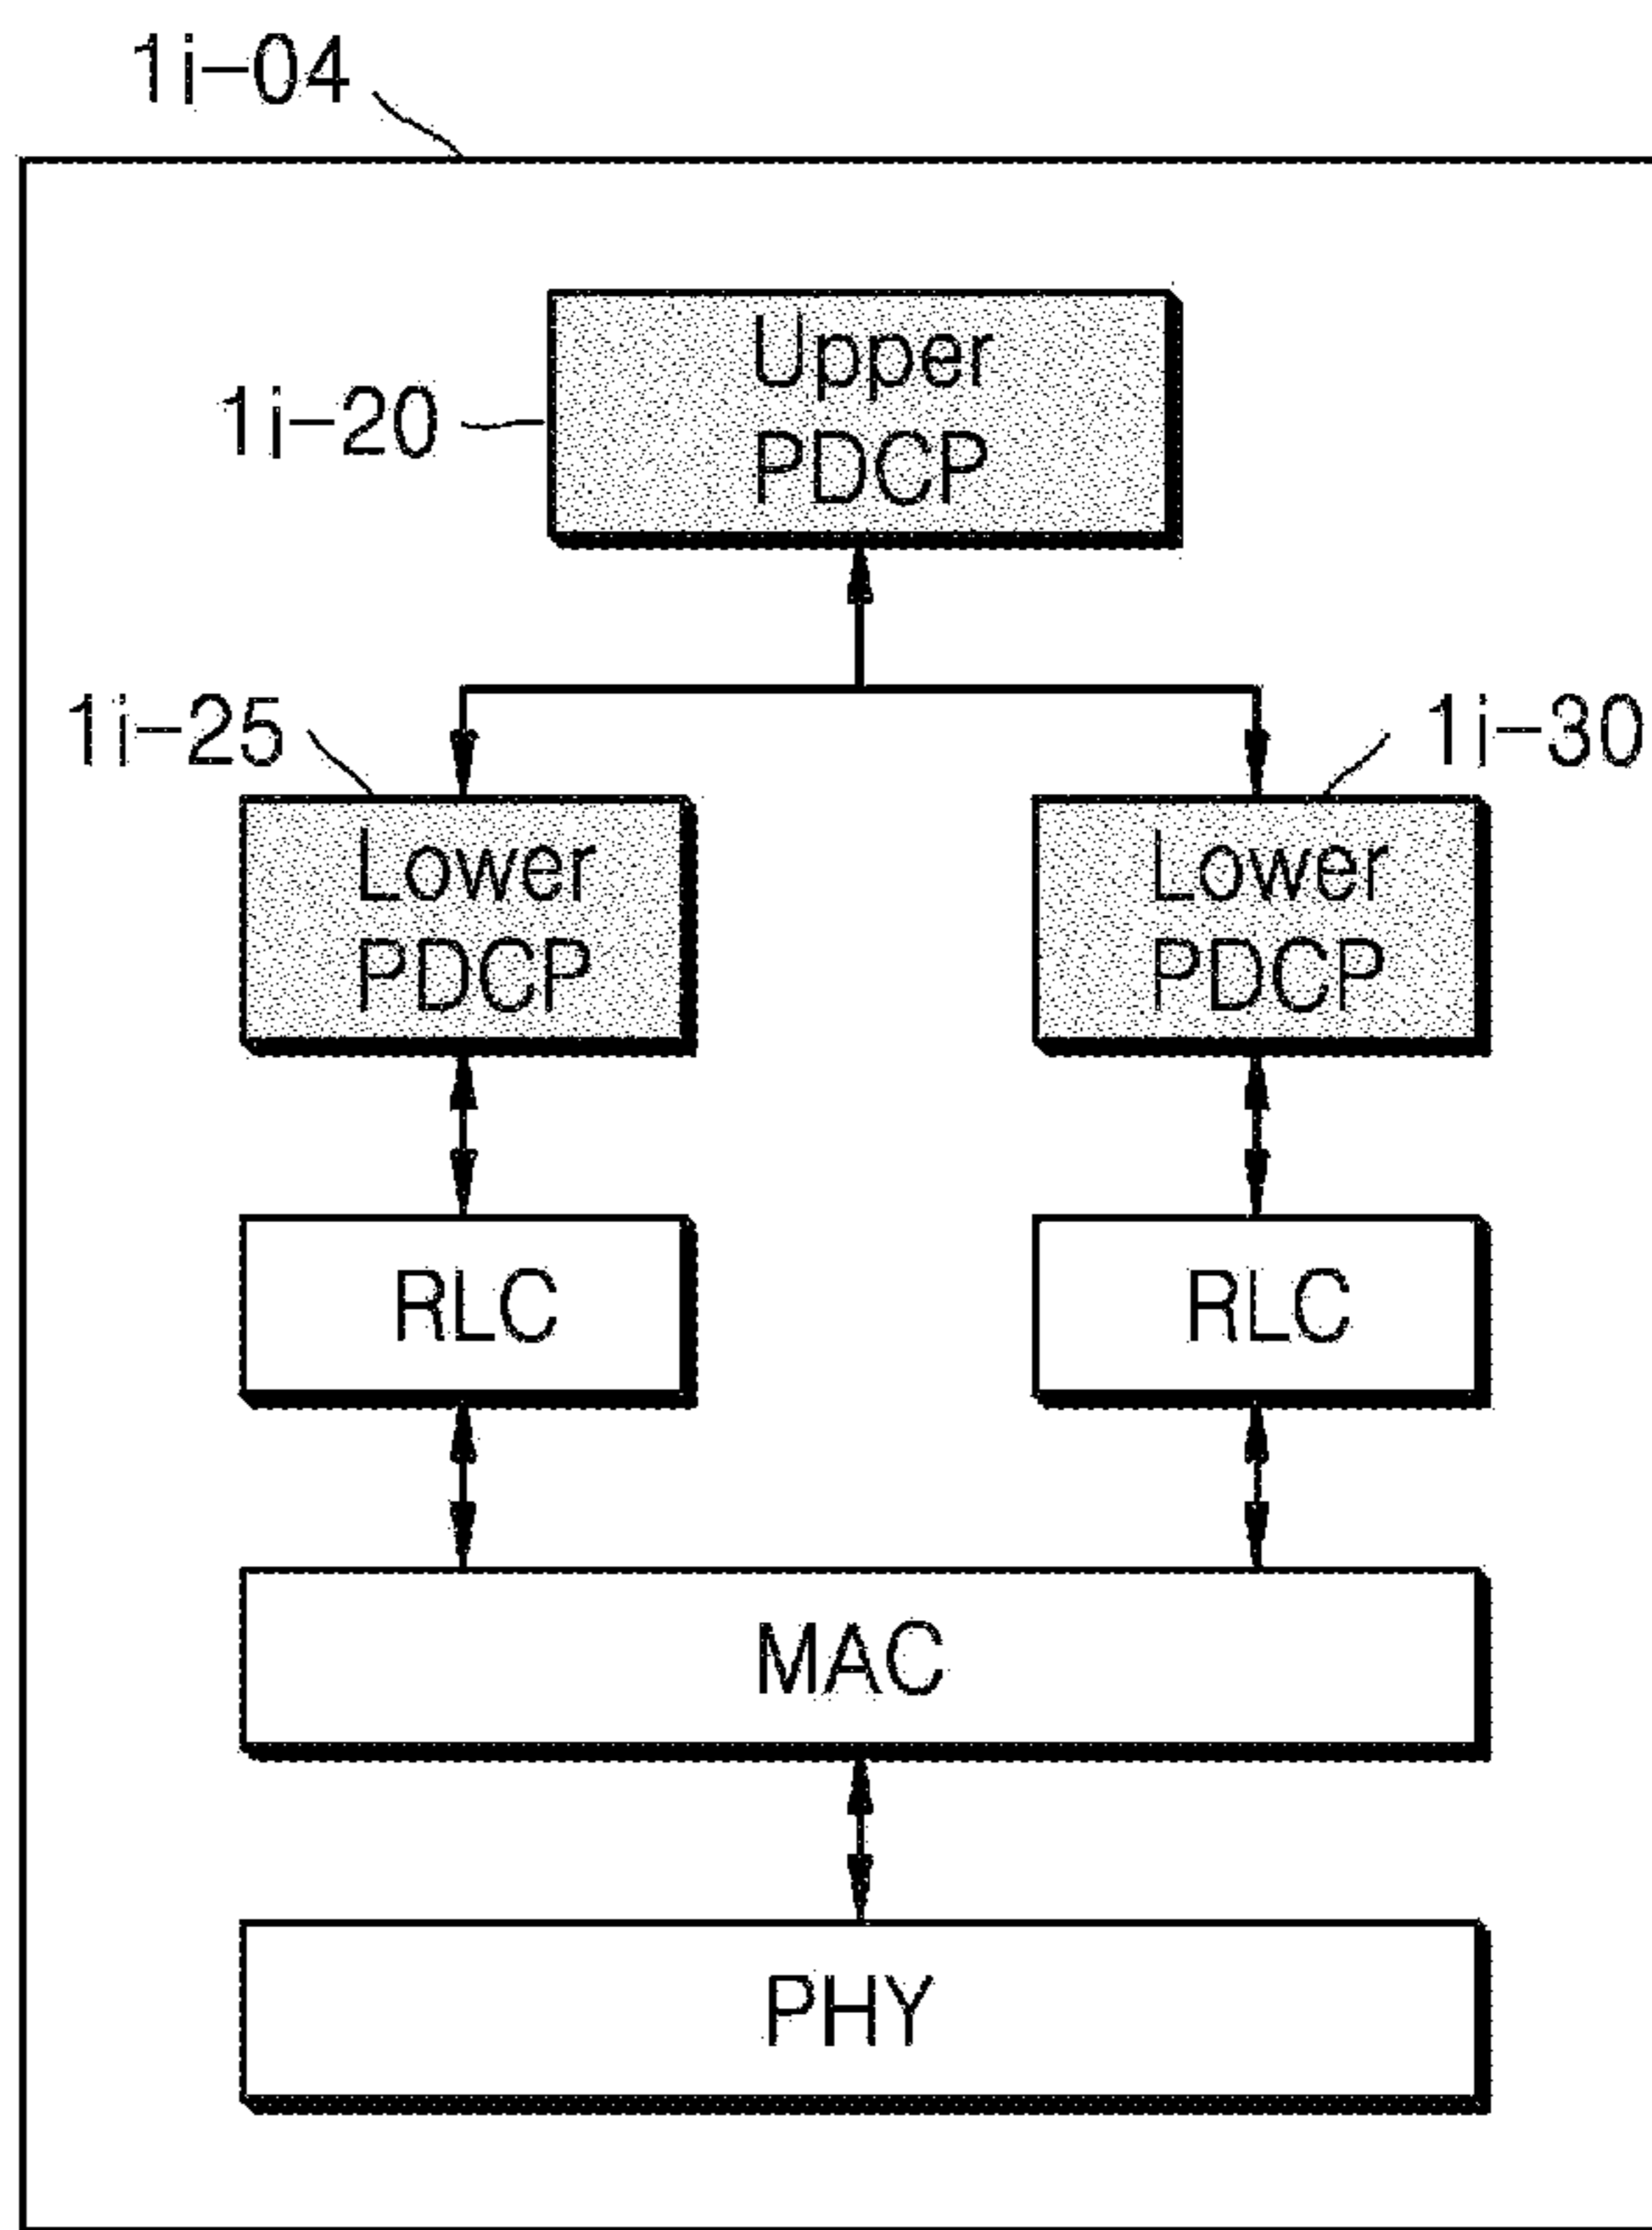 1i-04
Upper
PDCP
1i-20
1i-25
1i-30
Lower
PDCP
Lower
PDCP
RLC
RLC
MAC
PHY